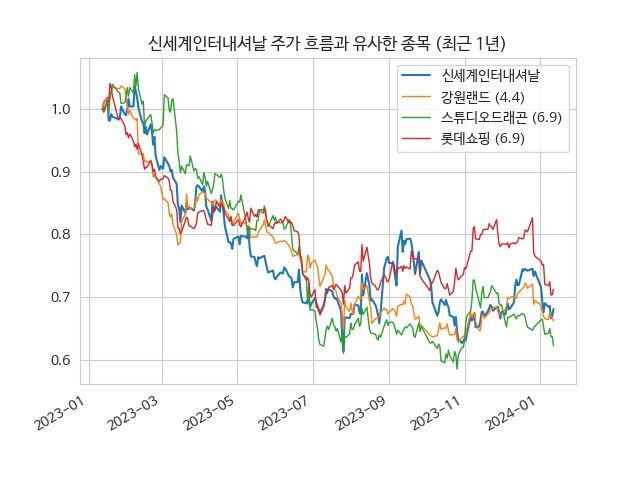 신세계인터내셔날 주가 흐름과 유사한 종목 (최근 1년)
신세계인터내셔날
강원랜드 (4.4)
스튜디오드래곤 (6.9)
롯데쇼핑 (6.9)
1.0
0.9
0.8
0.7
0.6
2023-01
2023-03
2023-05
2023-07
2023-09
2023-11
2024-01